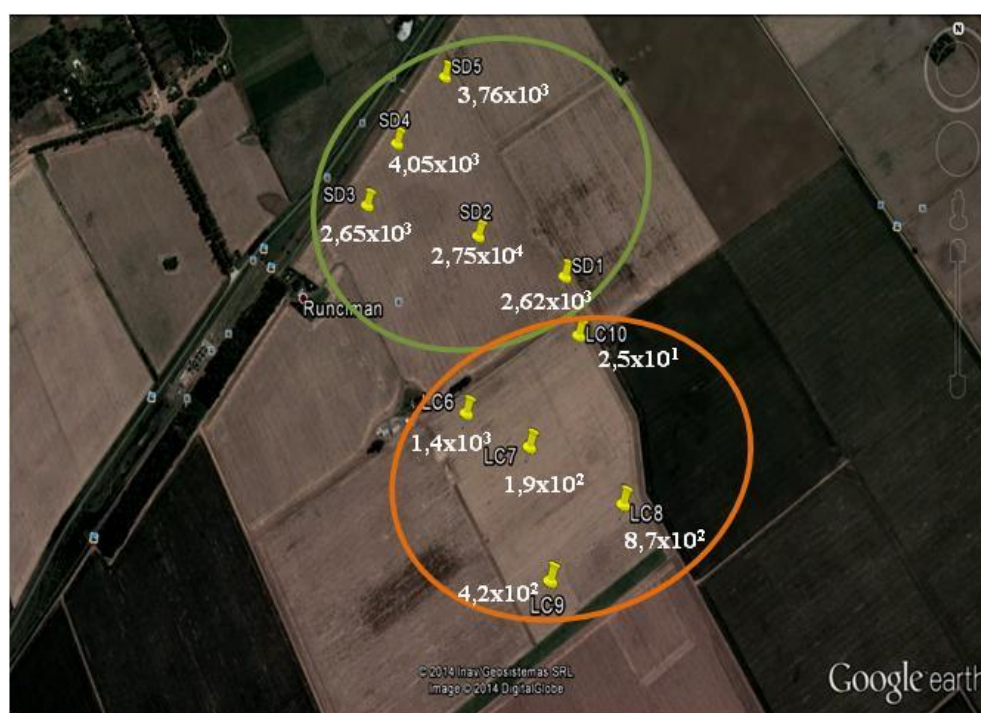 N
SD5
3,76x10³
SD4
4,05x10³
SD3
2,65x10³
SD2
2,75x10⁴
SD1
2,62x10³
Runciman
LC10
2,5x10¹
LC6
1,4x10³
LC7
1,9x10²
LC8
8,7x10²
4,2x10²
LC9
© 2014 Inav/Geosistemas SRL
Image © 2014 DigitalGlobe
Google earth